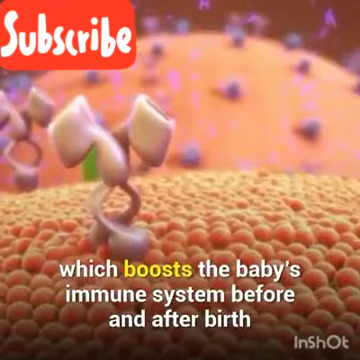 Subscribe
which boosts the baby's
immune system before
and after birth
InShOt